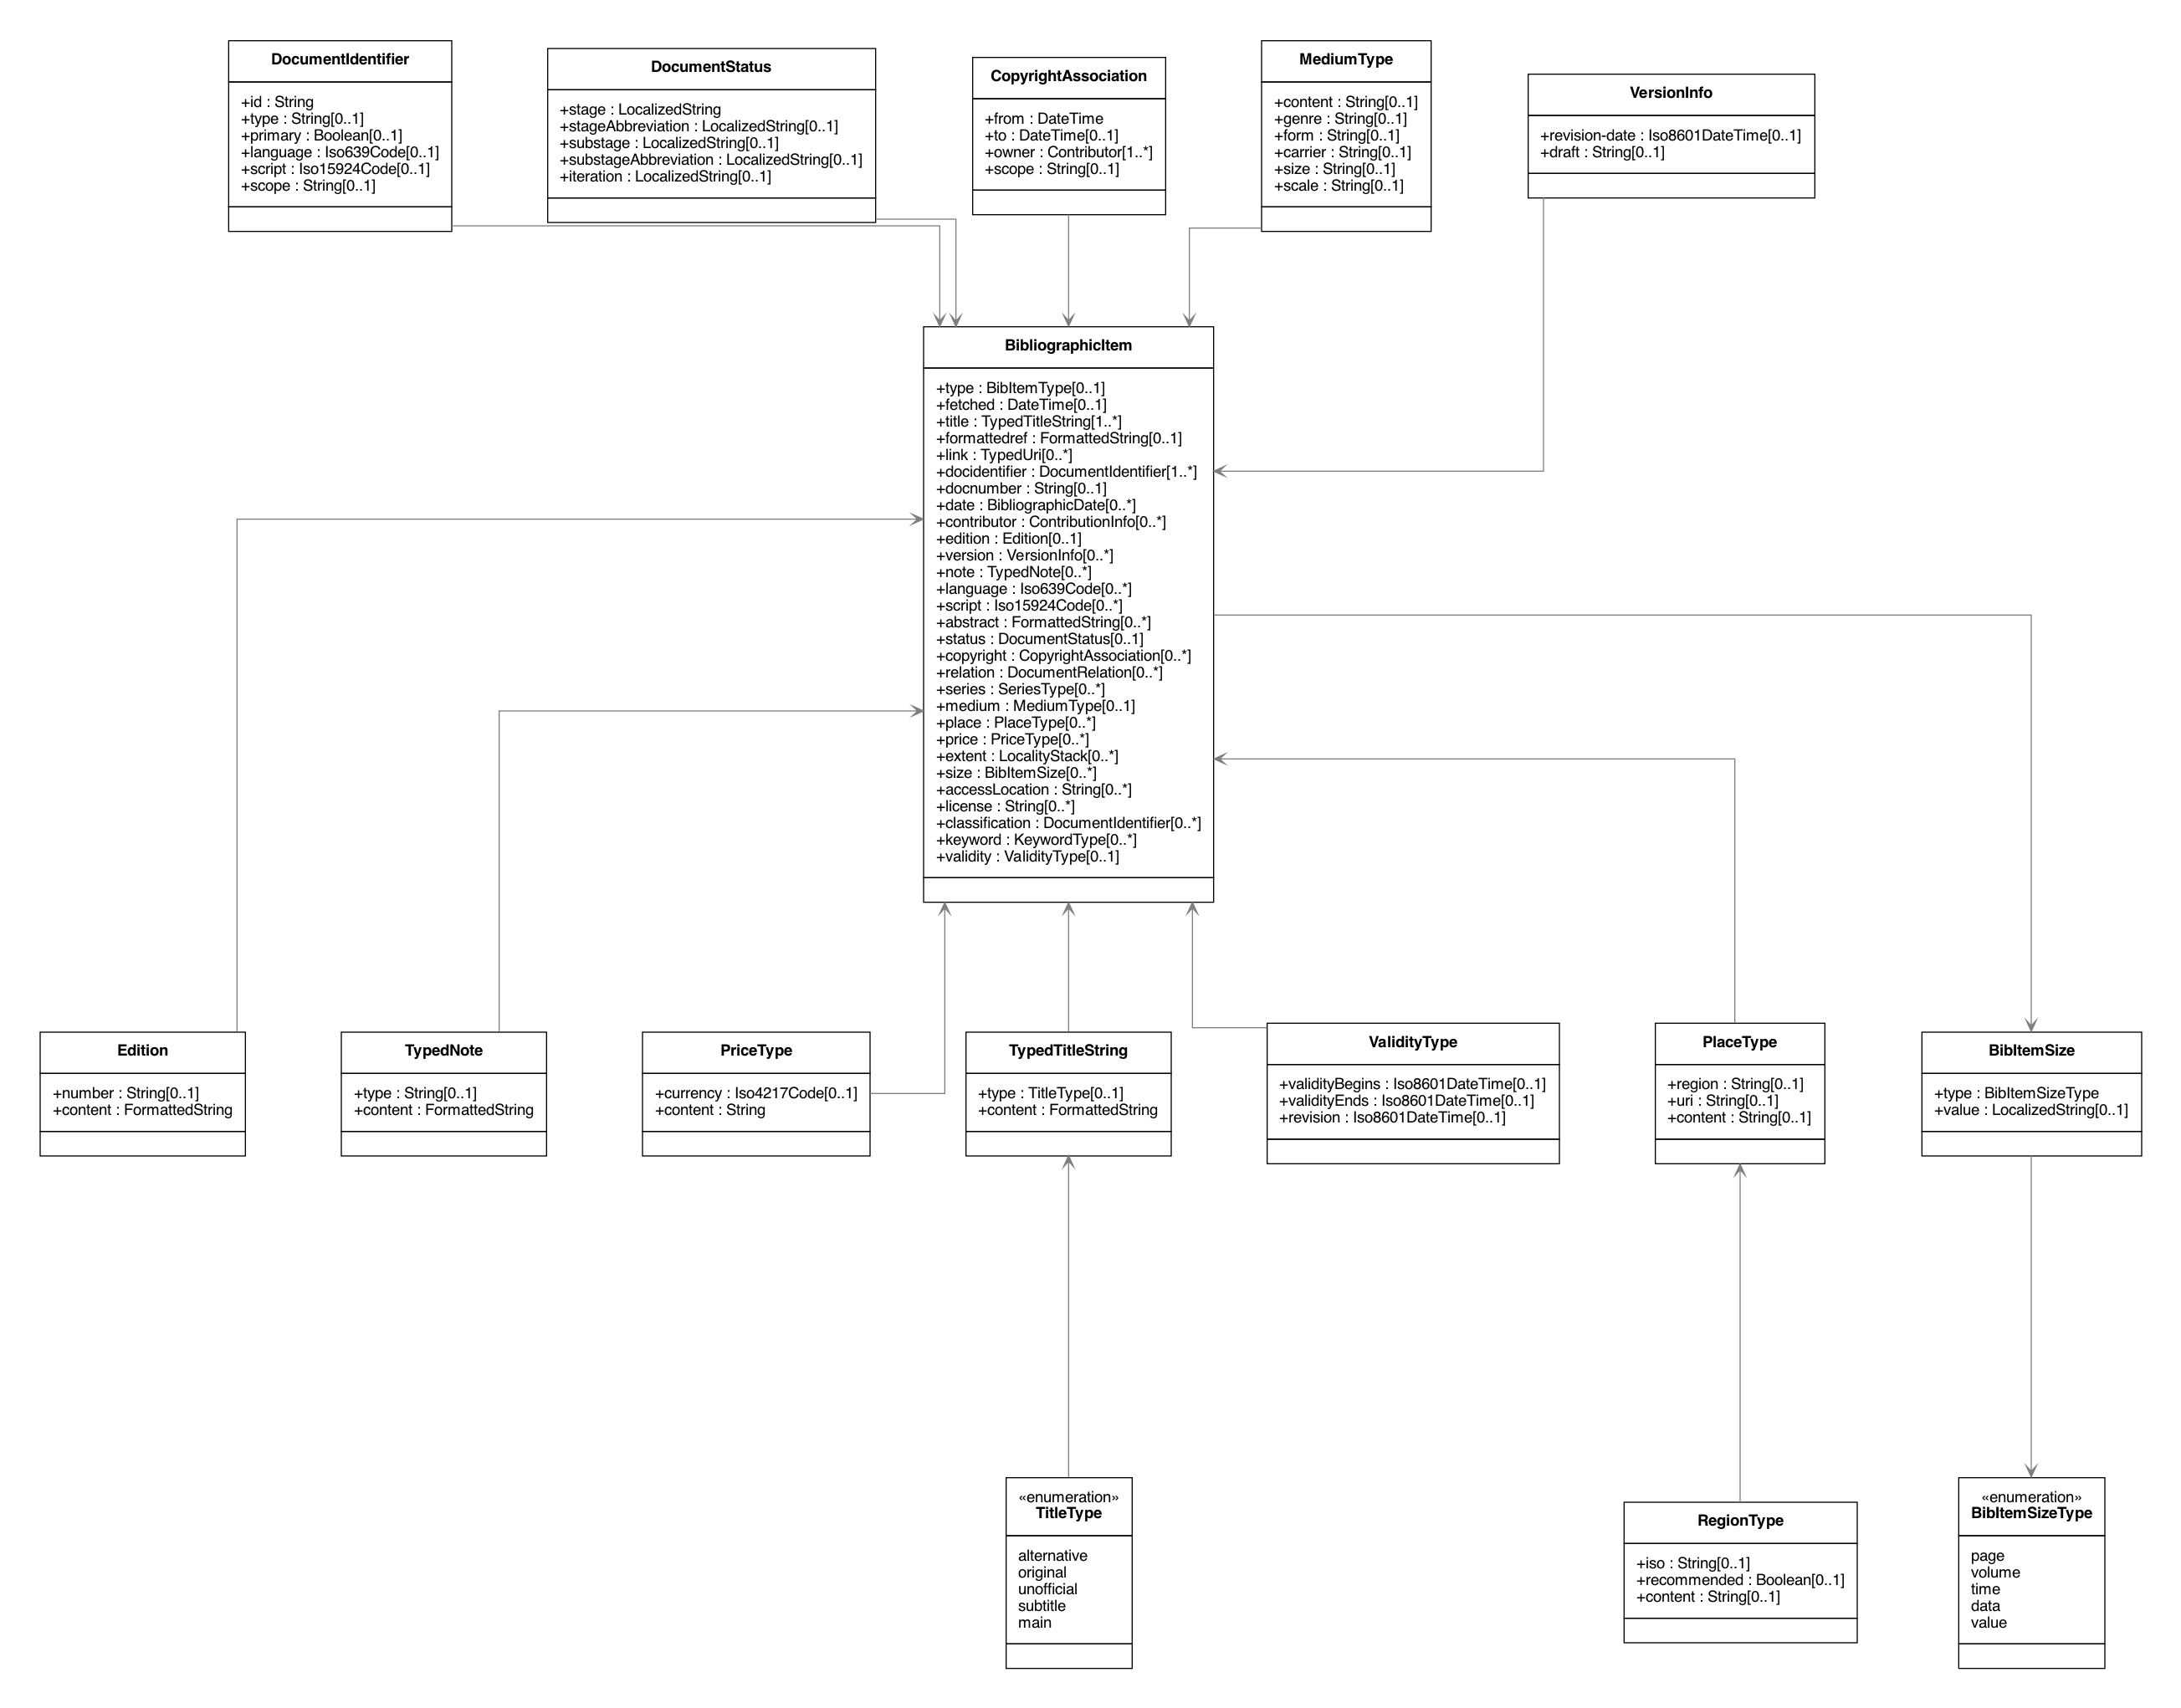 DocumentIdentifier
+id : String
+type : String[0..1]
+primary : Boolean[0..1]
+language : Iso639Code[0..1]
+script : Iso15924Code[0..1]
+scope : String[0..1]
DocumentStatus
+stage : LocalizedString
+stageAbbreviation : LocalizedString[0..1]
+substage : LocalizedString[0..1]
+substageAbbreviation : LocalizedString[0..1]
+iteration : LocalizedString[0..1]
CopyrightAssociation
+from : DateTime
+to : DateTime[0..1]
+owner : Contributor[1..*]
+scope : String[0..1]
MediumType
+content : String[0..1]
+genre : String[0..1]
+form : String[0..1]
+carrier : String[0..1]
+size : String[0..1]
+scale : String[0..1]
VersionInfo
+revision-date : Iso8601DateTime[0..1]
+draft : String[0..1]
BibliographicItem
+type : BibItemType[0..1]
+fetched : DateTime[0..1]
+title : TypedTitleString[1..*]
+formattedref : FormattedString[0..1]
+link : TypedUri[0..*]
+docidentifier : DocumentIdentifier[1..*]
+docnumber : String[0..1]
+date : BibliographicDate[0..*]
+contributor : ContributionInfo[0..*]
+edition : Edition[0..1]
+version : VersionInfo[0..*]
+note : TypedNote[0..*]
+language : Iso639Code[0..*]
+script : Iso15924Code[0..*]
+abstract : FormattedString[0..*]
+status : DocumentStatus[0..1]
+copyright : CopyrightAssociation[0..*]
+relation : DocumentRelation[0..*]
+series : SeriesType[0..*]
+medium : MediumType[0..1]
+place : PlaceType[0..*]
+price : PriceType[0..*]
+extent : LocalityStack[0..*]
+size : BibItemSize[0..*]
+accessLocation : String[0..*]
+license : String[0..*]
+classification : DocumentIdentifier[0..*]
+keyword : KeywordType[0..*]
+validity : ValidityType[0..1]
Edition
+number : String[0..1]
+content : FormattedString
TypedNote
+type : String[0..1]
+content : FormattedString
PriceType
+currency : Iso4217Code[0..1]
+content : String
TypedTitleString
+type : TitleType[0..1]
+content : FormattedString
ValidityType
+validityBegins : Iso8601DateTime[0..1]
+validityEnds : Iso8601DateTime[0..1]
+revision : Iso8601DateTime[0..1]
PlaceType
+region : String[0..1]
+uri : String[0..1]
+content : String[0..1]
BibItemSize
+type : BibItemSizeType
+value : LocalizedString[0..1]
«enumeration»
TitleType
alternative
original
unofficial
subtitle
main
RegionType
+iso : String[0..1]
+recommended : Boolean[0..1]
+content : String[0..1]
«enumeration»
BibItemSizeType
page
volume
time
data
value